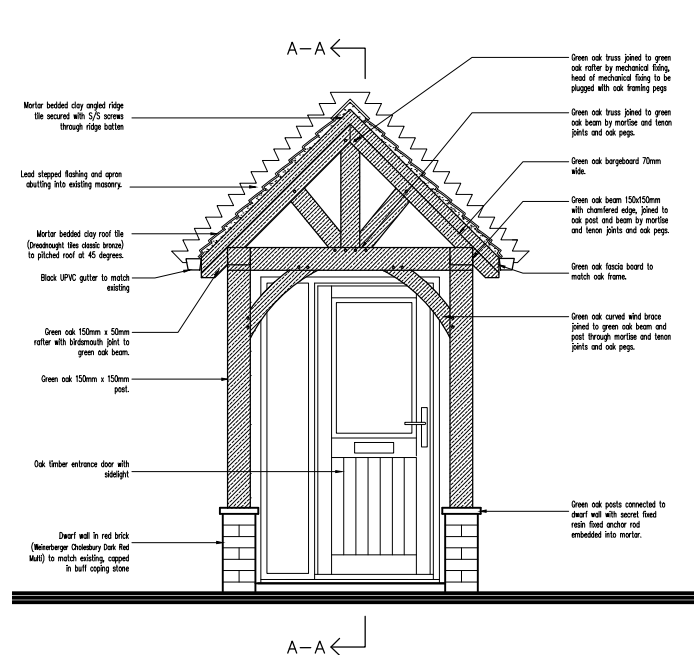 A-A
Mortar bedded clay angled ridge
tile secured with S/S screws
through ridge batten
Lead stepped flashing and apron
abutting into existing masonry.
Mortar bedded clay roof tile
(Dreadnought tiles classic bronze)
to pitched roof at 45 degrees.
Black UPVC gutter to match
existing
Green oak 150mm x 50mm
rafter with birdsmouth joint to
green oak beam.
Green oak 150mm x 150mm
post.
Oak timber entrance door with
sidelight
Dwarf wall in red brick
(Weinerberger Cholesbury Dark Red
Multi) to match existing, capped
in buff coping stone
Green oak truss joined to green
oak rafter by mechanical fixing,
head of mechanical fixing to be
plugged with oak framing pegs
Green oak truss joined to green
oak beam by mortise and tenon
joints and oak pegs.
Green oak bargeboard 70mm
wide.
Green oak beam 150x150mm
with chamfered edge, joined to
oak post and beam by mortise
and tenon joints and oak pegs.
Green oak fascia board to
match oak frame.
Green oak curved wind brace
joined to green oak beam and
post through mortise and tenon
joints and oak pegs.
Green oak posts connected to
dwarf wall with secret fixed
resin fixed anchor rod
embedded into mortar.
A-A